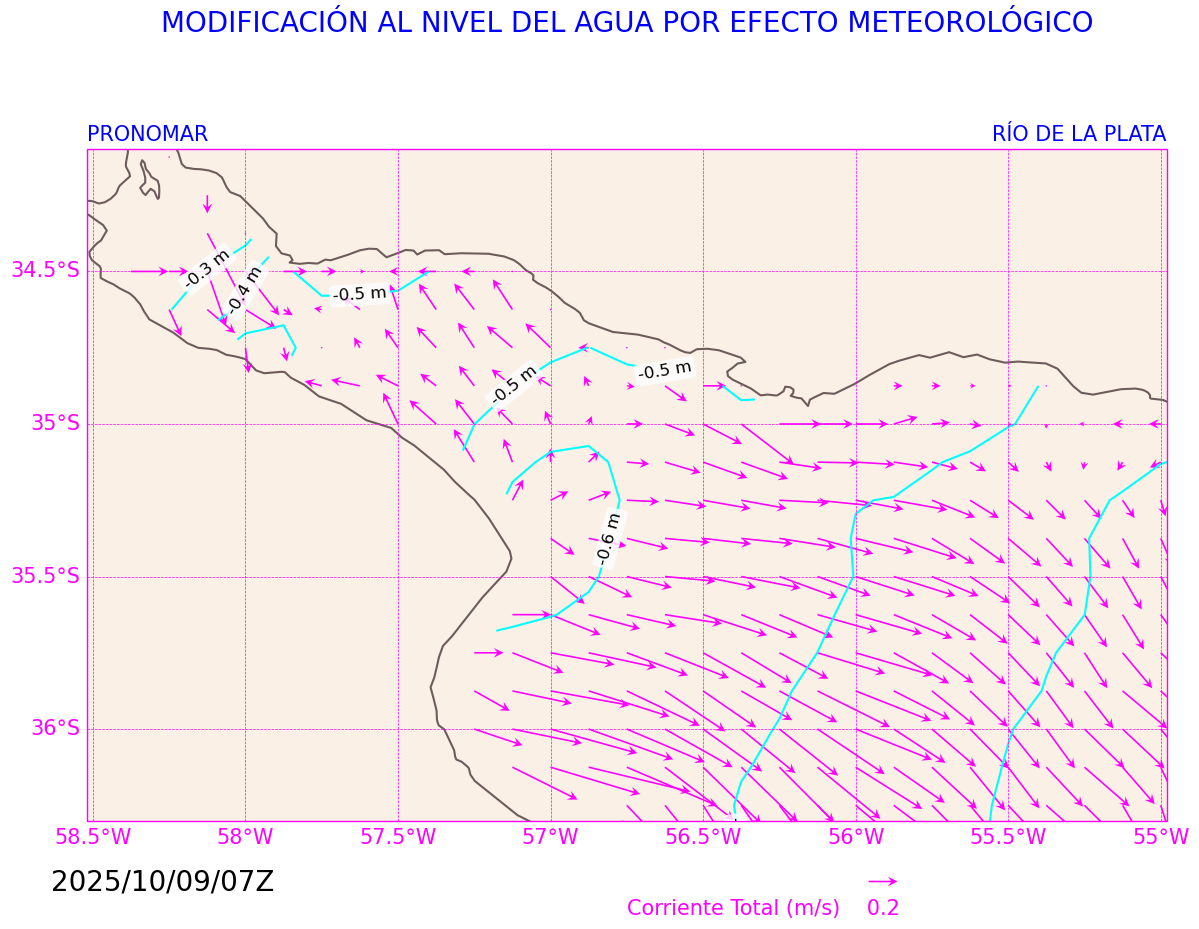 MODIFICACIÓN AL NIVEL DEL AGUA POR EFECTO METEOROLÓGICO
PRONOMAR
RÍO DE LA PLATA
-0.3 m
-0.4 m
-0.5 m
-0.5 m
-0.5 m
-0.6 m
34.5°S
35°S
35.5°S
36°S
58.5°W 58°W 57.5°W 57°W 56.5°W 56°W 55.5°W 55°W
2025/10/09/07Z
Corriente Total (m/s) 0.2